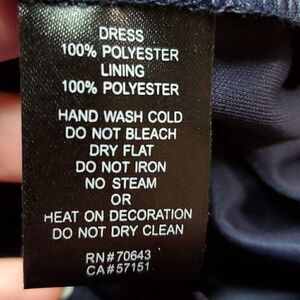 DRESS
100% POLYESTER
LINING
100% POLYESTER
HAND WASH COLD
DO NOT BLEACH
DRY FLAT
DO NOT IRON
NO STEAM
OR
HEAT ON DECORATION
DO NOT DRY CLEAN
RN#70643
CA#57151